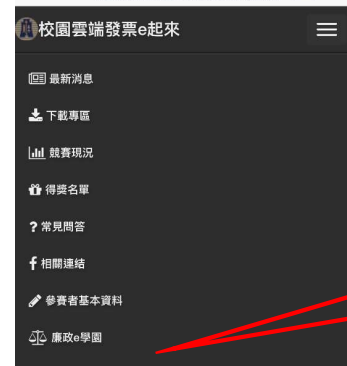 校園雲端發票e起來
最新消息
下載專區
競賽現況
得獎名單
常見問答
相關連結
參賽者基本資料
廉政e學園